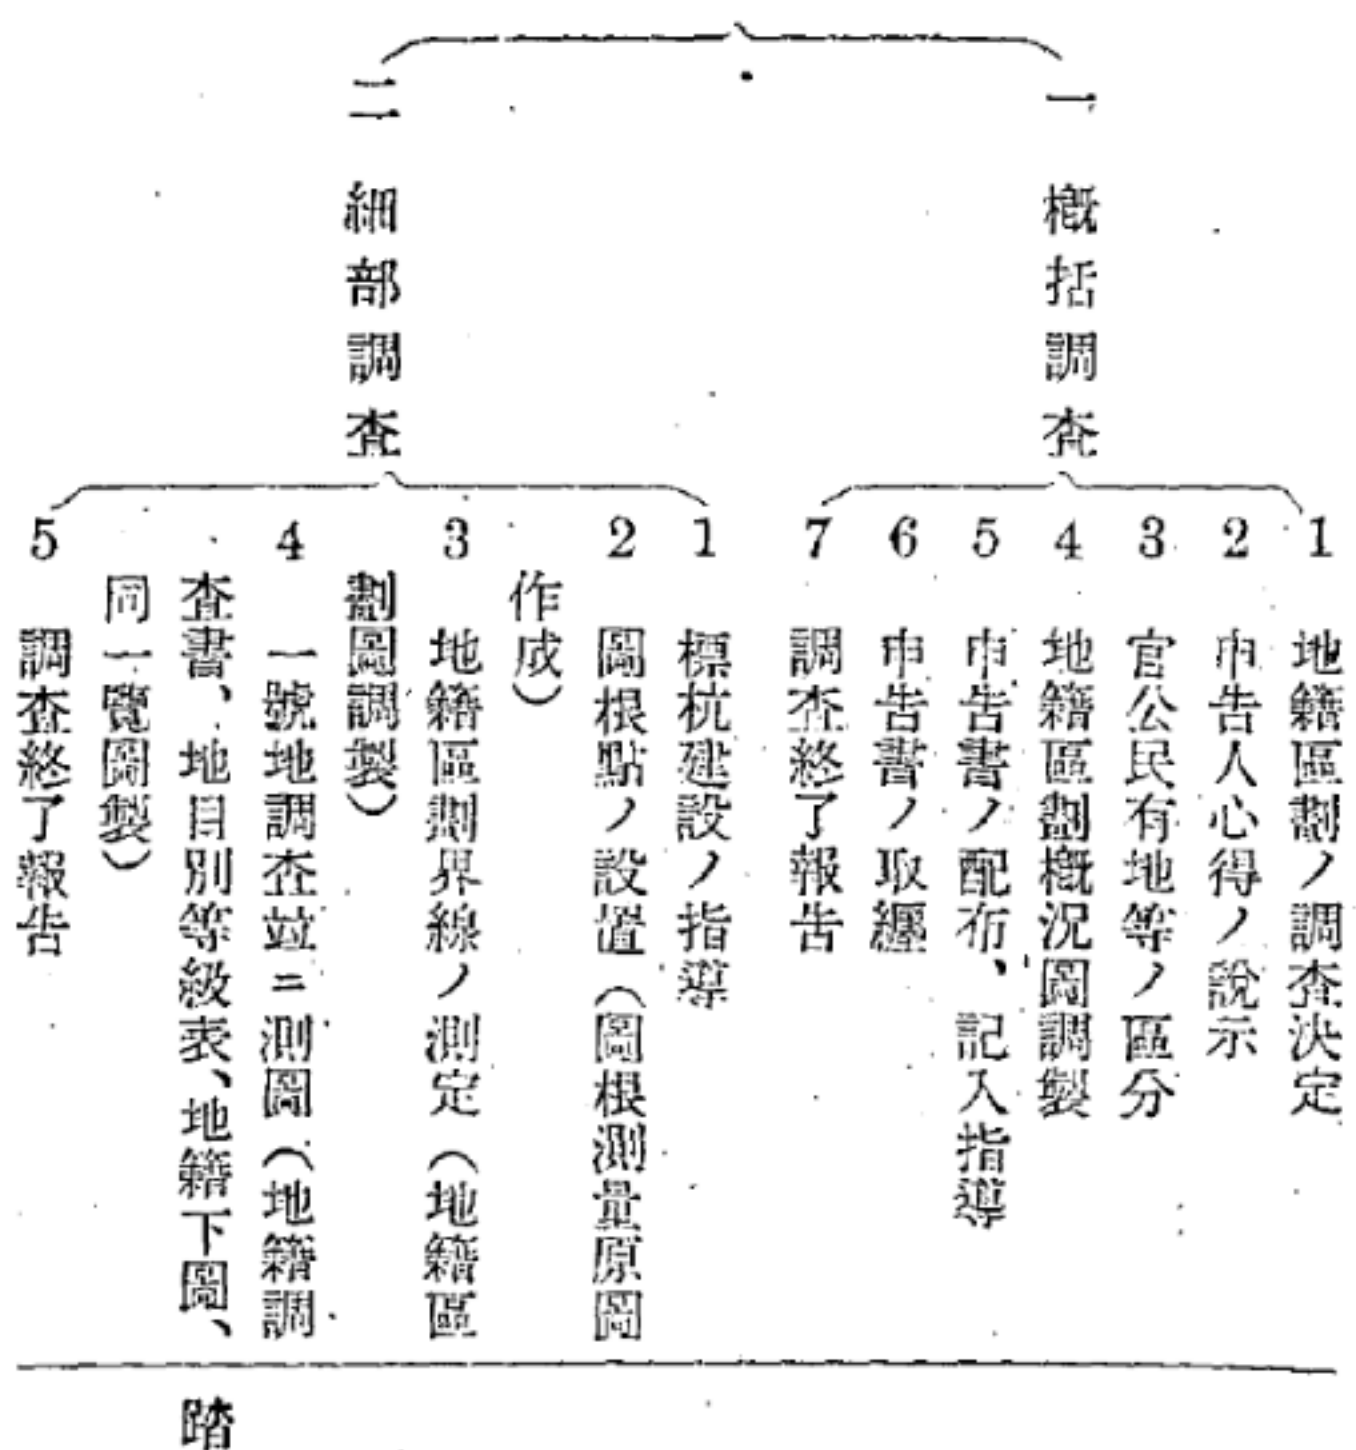 一 概括調査
1 地籍區劃ノ調査決定
2 申告人心得ノ說示
3 官公民有地等ノ區分
4 地籍區劃概況圖調製
5 申告書ノ配布、記入指導
6 申告書ノ取纒
7 調査終了報告
二 細部調査
1 標杭建設ノ指導
2 圖根點ノ設置(圖根測量原圖
作成)
3 地籍區劃界線ノ測定(地籍區
劃圖調製)
4 一號地調査竝ニ測圖(地籍調
査書、地目別等級表、地籍下圖、
同一覽圖製)
5 調査終了報告
踏